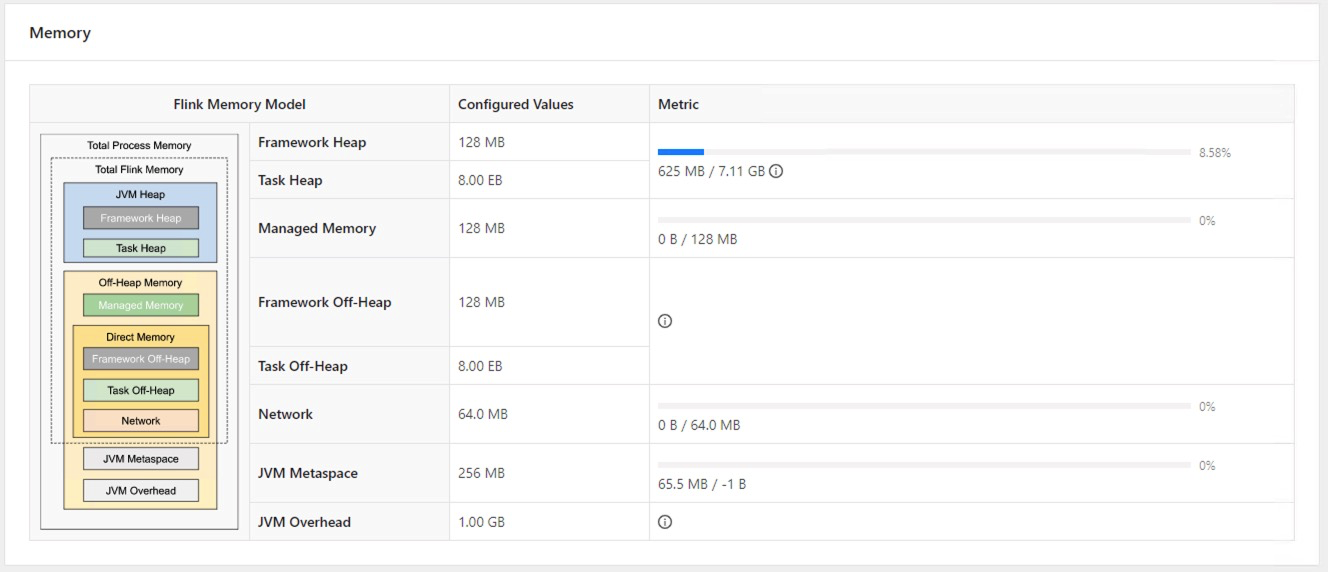 Memory
Flink Memory Model
Configured Values
Metric
Total Process Memory
Total Flink Memory
JVM Heap
Framework Heap
Task Heap
Off-Heap Memory
Managed Memory
Direct Memory
Framework Off-Heap
Task Off-Heap
Network
JVM Metaspace
JVM Overhead
Framework Heap
128 MB
8.58%
625 MB / 7.11 GB
Task Heap
8.00 EB
Managed Memory
128 MB
0%
0 B / 128 MB
Framework Off-Heap
128 MB
Task Off-Heap
8.00 EB
Network
64.0 MB
0%
0 B / 64.0 MB
JVM Metaspace
256 MB
0%
65.5 MB / -1 B
JVM Overhead
1.00 GB